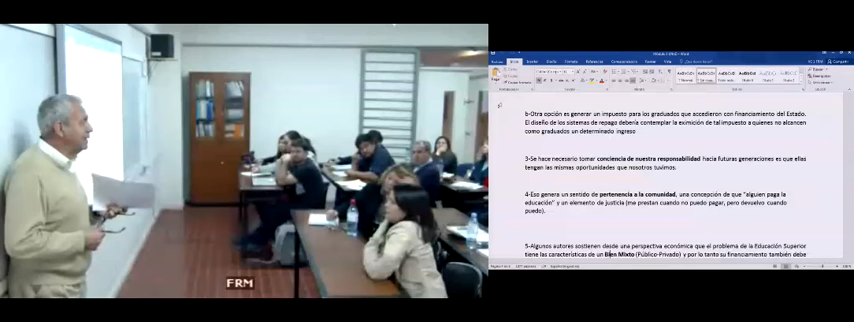 FRM
b-Otra opción es generar un impuesto para los graduados que accedieron con financiamiento del Estado.
El diseño de los sistemas de repago debería contemplar la eximición de tal impuesto a quienes no alcancen
como graduados un determinado ingreso
3-Se hace necesario tomar conciencia de nuestra responsabilidad hacia futuras generaciones es que ellas
tengan las mismas oportunidades que nosotros tuvimos.
4-Eso genera un sentido de pertenencia a la comunidad, una concepción de que "alguien paga la
educación" y un elemento de justicia (me prestan cuando no puedo pagar, pero devuelvo cuando
puedo).
5-Algunos autores sostienen desde una perspectiva económica que el problema de la Educación Superior
tiene las características de un Bien Mixto (Público-Privado) y por lo tanto su financiamiento también debe